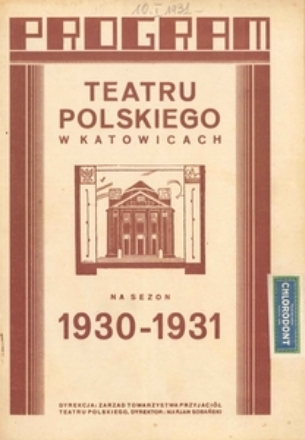 10.I 1931-
PROGRAM
TEATRU
POLSKIEGO
W KATOWICACH
NA SEZON
1930-1931
CHLORODONT
DYREKCJA: ZARZĄD TOWARZYSTWA PRZYJACIÓŁ
TEATRU POLSKIEGO, DYREKTOR: MARJAN SOBAŃSKI